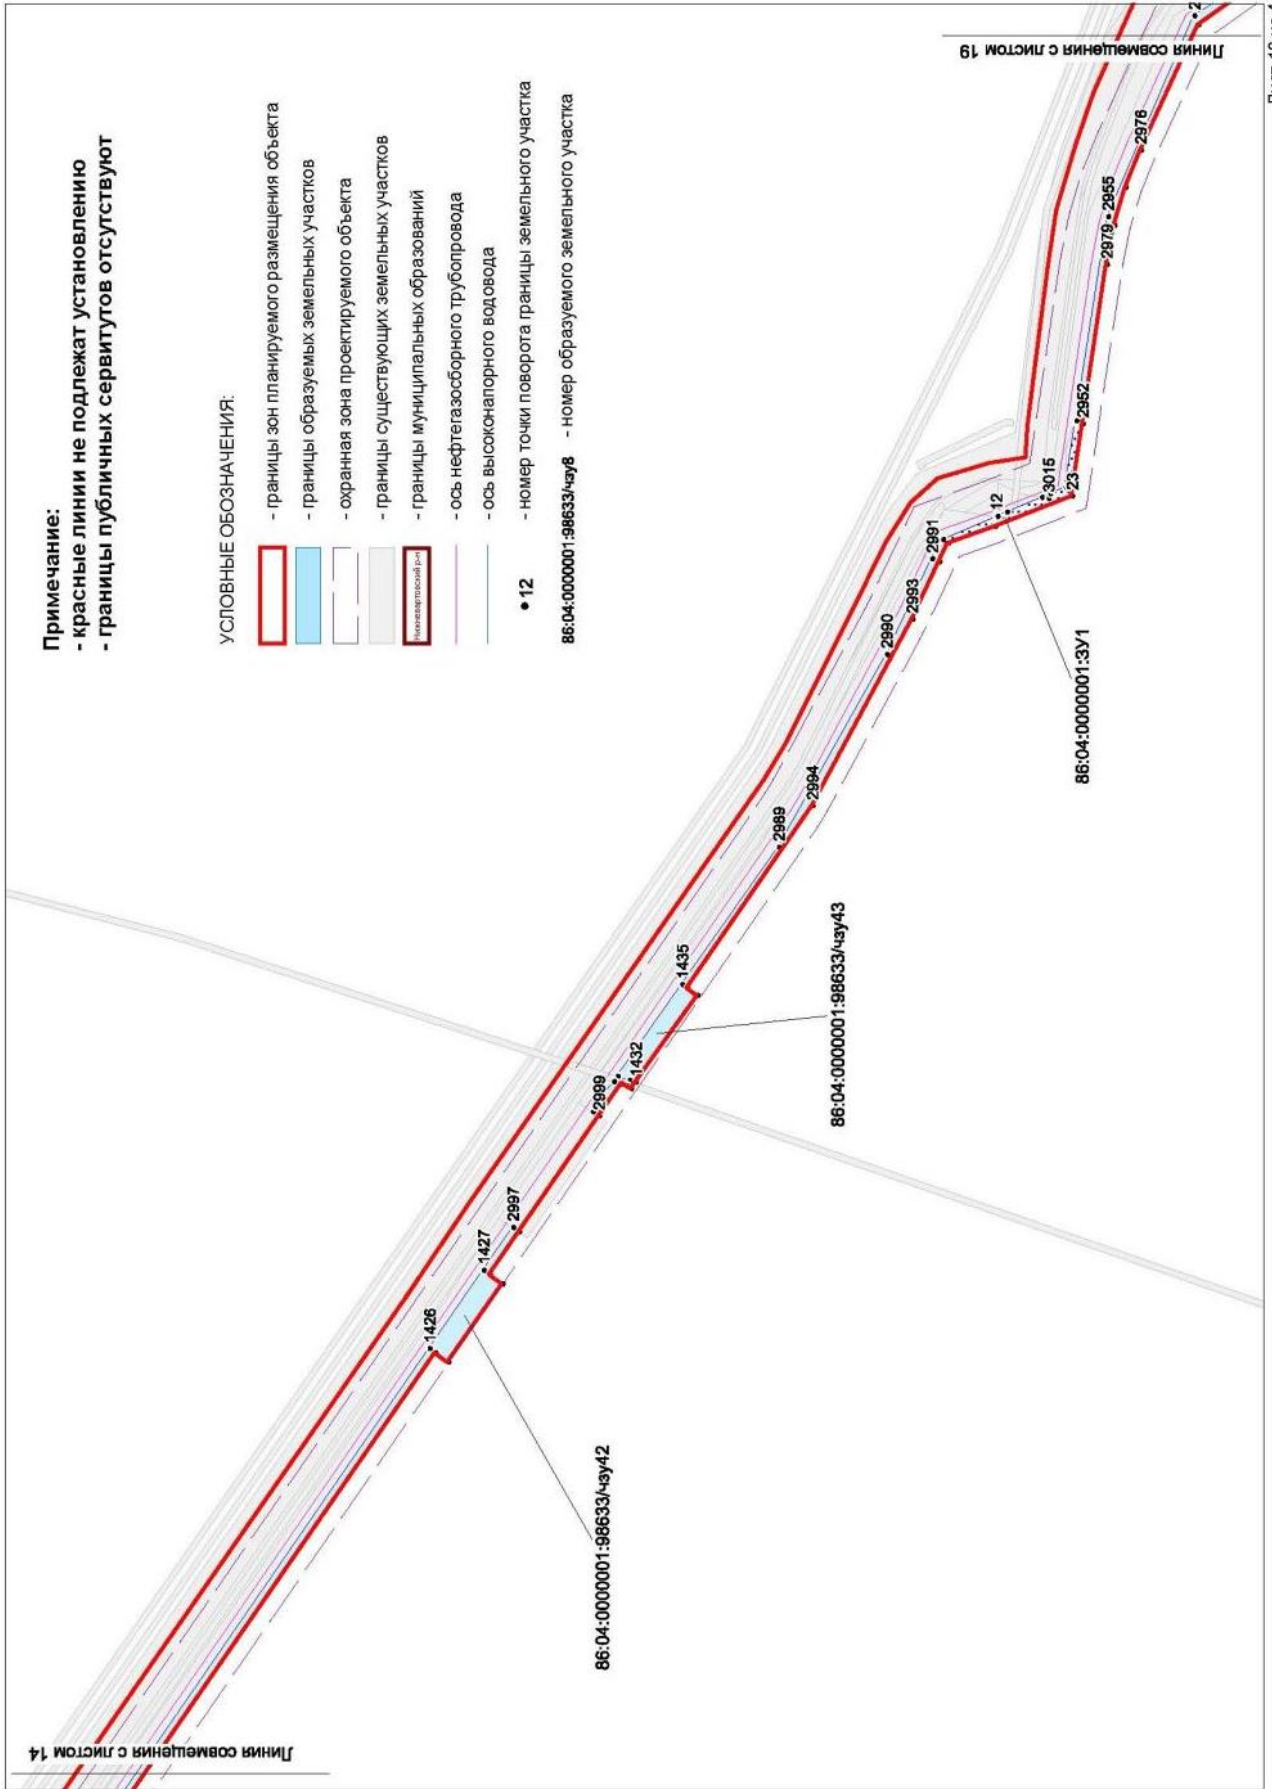 Примечание:
- красные линии не подлежат установлению
- границы публичных сервитутов отсутствуют
УСЛОВНЫЕ ОБОЗНАЧЕНИЯ:
- границы зон планируемого размещения объекта
- границы образуемых земельных участков
- охранная зона проектируемого объекта
- границы существующих земельных участков
Нижневартовский р-н
- границы муниципальных образований
- ось нефтегазосборного трубопровода
- ось высоконапорного водовода
12 - номер точки поворота границы земельного участка
86:04:0000001:98633/чзу8 - номер образуемого земельного участка
Линия совмещения с листом 14
Линия совмещения с листом 19
1426
1427
2997
2999
1432
1435
2989
2994
2990
2993
2991
12
3015
23
2952
2979
2955
2976
86:04:0000001:98633/чзу42
86:04:0000001:98633/чзу43
86:04:0000001:ЗУ1